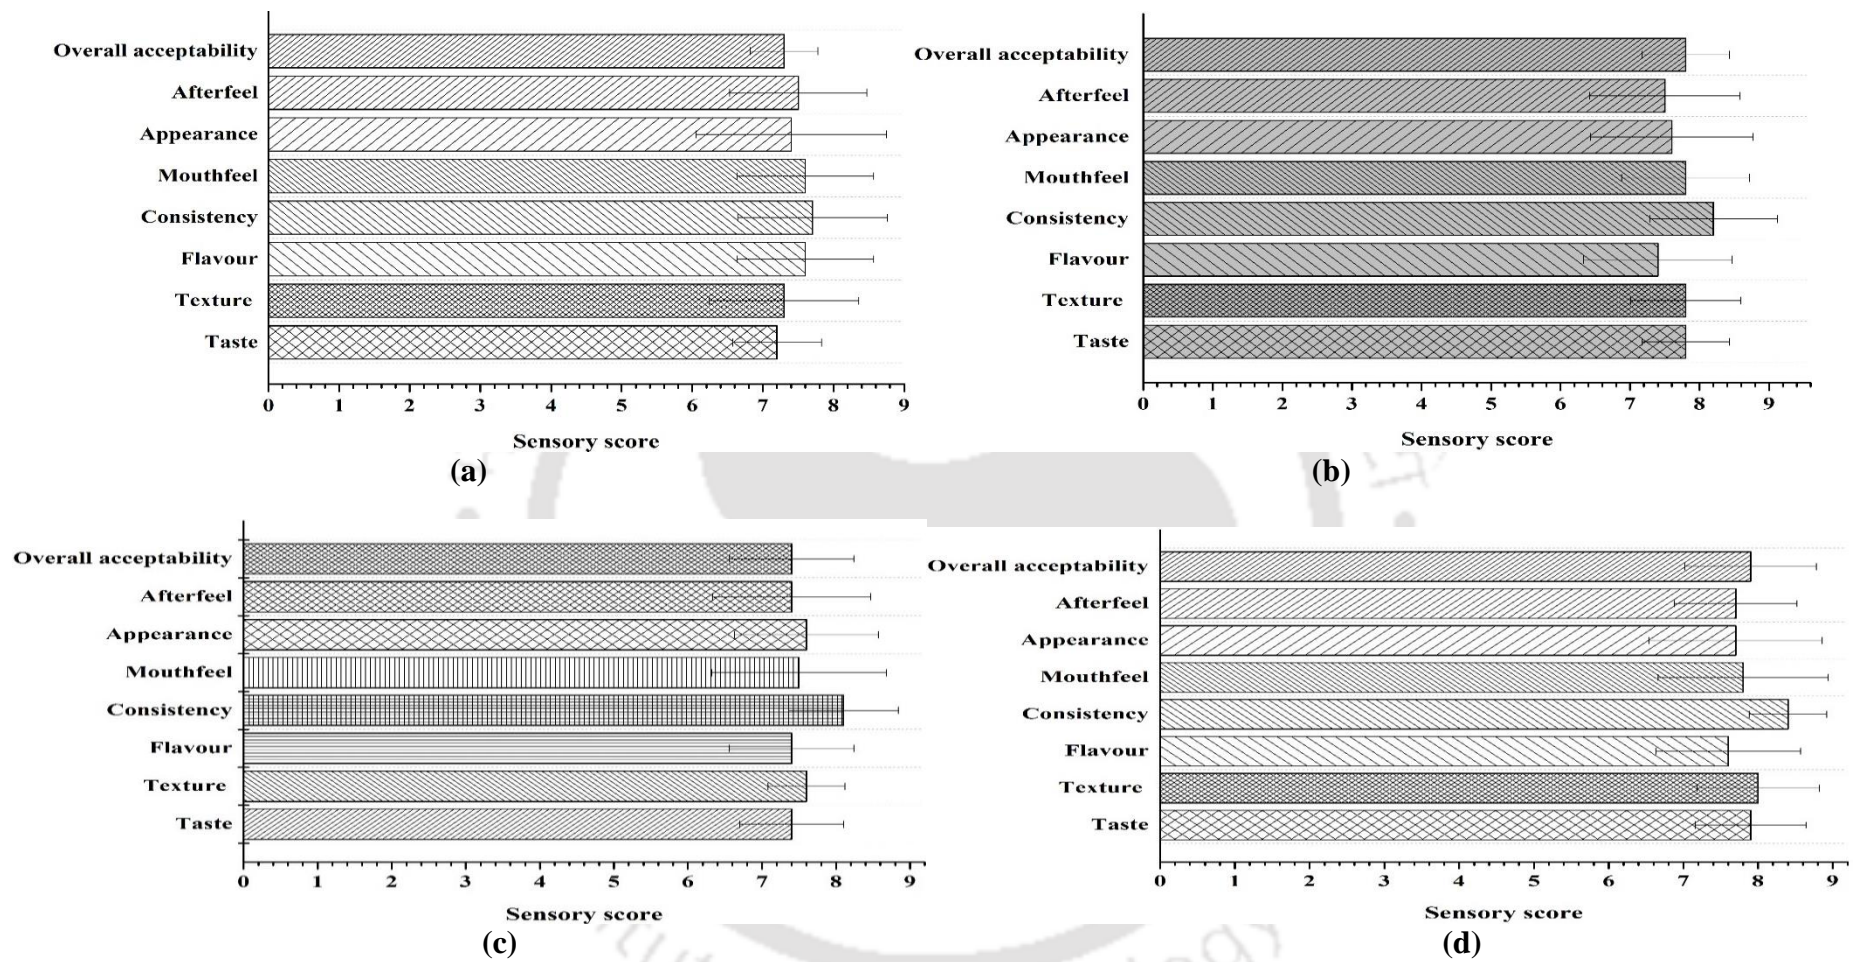 Overall acceptability
Afterfeel
Appearance
Mouthfeel
Consistency
Flavour
Texture
Taste
0 1 2 3 4 5 6 7 8 9
Sensory score
(a)
Overall acceptability
Afterfeel
Appearance
Mouthfeel
Consistency
Flavour
Texture
Taste
0 1 2 3 4 5 6 7 8 9
Sensory score
(b)
Overall acceptability
Afterfeel
Appearance
Mouthfeel
Consistency
Flavour
Texture
Taste
0 1 2 3 4 5 6 7 8 9
Sensory score
(c)
Overall acceptability
Afterfeel
Appearance
Mouthfeel
Consistency
Flavour
Texture
Taste
0 1 2 3 4 5 6 7 8 9
Sensory score
(d)